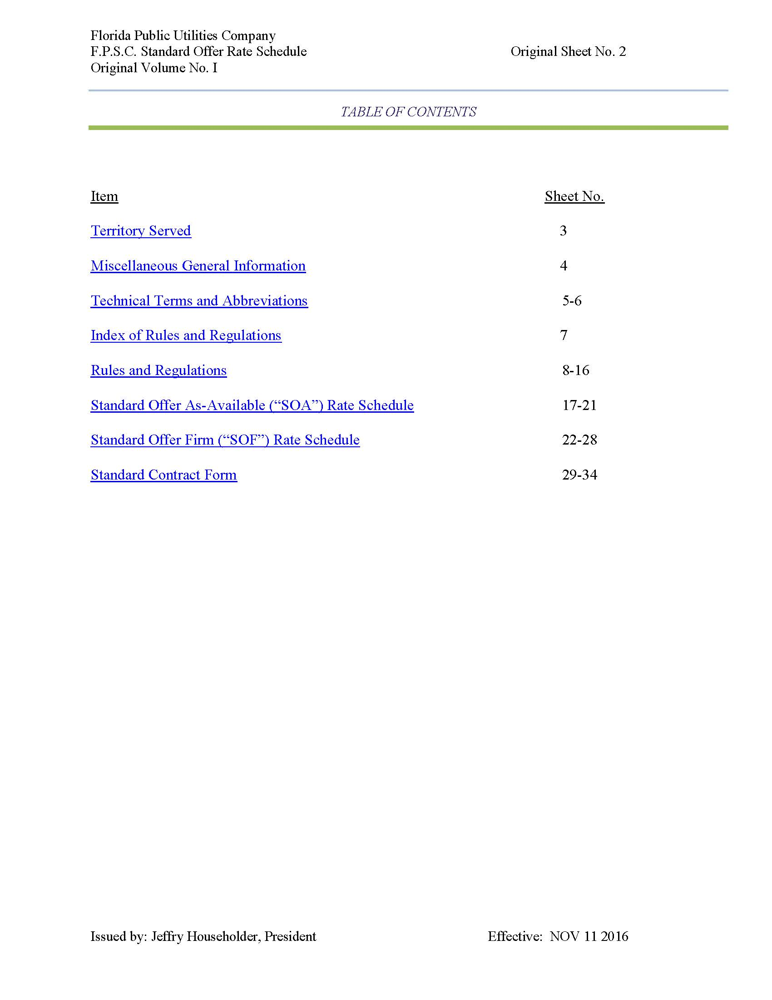 Florida Public Utilities Company
F.P.S.C. Standard Offer Rate Schedule Original Sheet No. 2
Original Volume No. I
TABLE OF CONTENTS
Item Sheet No.
Territory Served 3
Miscellaneous General Information 4
Technical Terms and Abbreviations 5-6
Index of Rules and Regulations 7
Rules and Regulations 8-16
Standard Offer As-Available (“SOA”) Rate Schedule 17-21
Standard Offer Firm (“SOF”) Rate Schedule 22-28
Standard Contract Form 29-34
Issued by: Jeffry Householder, President Effective: NOV 11 2016